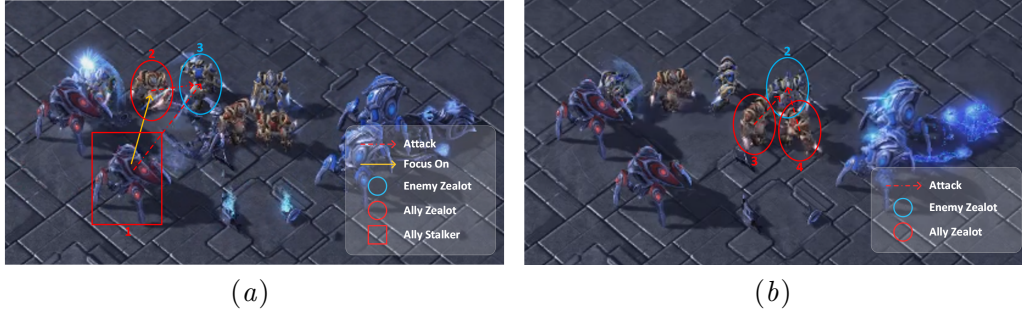 2
3
1
Attack
Focus On
Enemy Zealot
Ally Zealot
Ally Stalker
2
3
4
Attack
Enemy Zealot
Ally Zealot
(a)
(b)